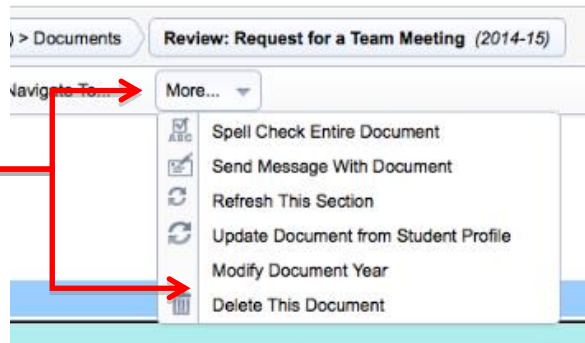 ) > Documents Review: Request for a Team Meeting (2014-15)
Navigate To... More...
ABC Spell Check Entire Document
Send Message With Document
Refresh This Section
Update Document from Student Profile
Modify Document Year
Delete This Document